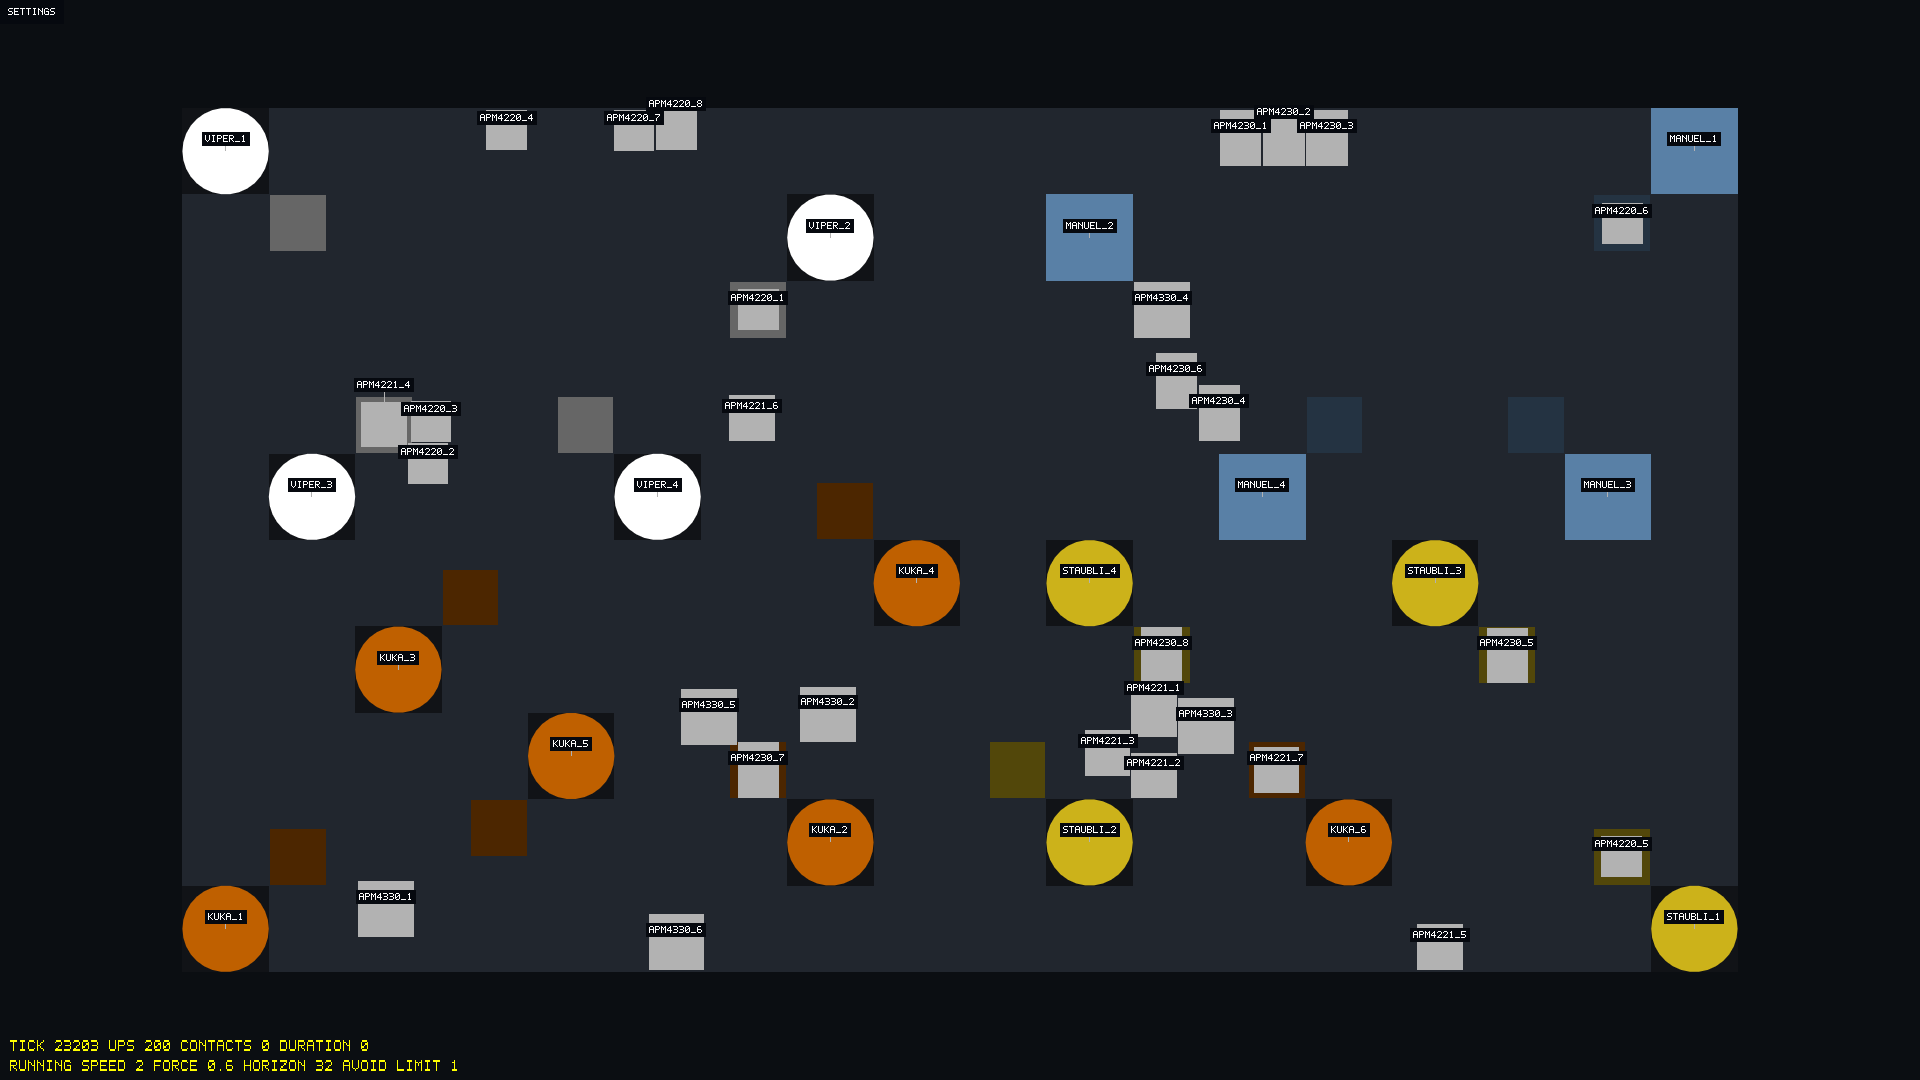 SETTINGS
APM4220_8
APM4230_2
APM4220_4
APM4220_7
APM4230_1
APM4230_3
VIPER_1
MANUEL_1
APM4220_6
VIPER_2
MANUEL_2
APM4220_1
APM4330_4
APM4230_6
APM4221_4
APM4230_4
APM4221_6
APM4220_3
APM4220_2
VIPER_3
VIPER_4
MANUEL_4
MANUEL_3
KUKA_4
STAUBLI_4
STAUBLI_3
APM4230_8
APM4230_5
KUKA_3
APM4221_1
APM4330_2
APM4330_5
APM4330_3
APM4221_3
KUKA_5
APM4230_7
APM4221_7
APM4221_2
KUKA_2
STAUBLI_2
KUKA_6
APM4220_5
APM4330_1
KUKA_1
STAUBLI_1
APM4330_6
APM4221_5
TICK 23203 UPS 200 CONTACTS 0 DURATION 0
RUNNING SPEED 2 FORCE 0.6 HORIZON 32 AVOID LIMIT 1